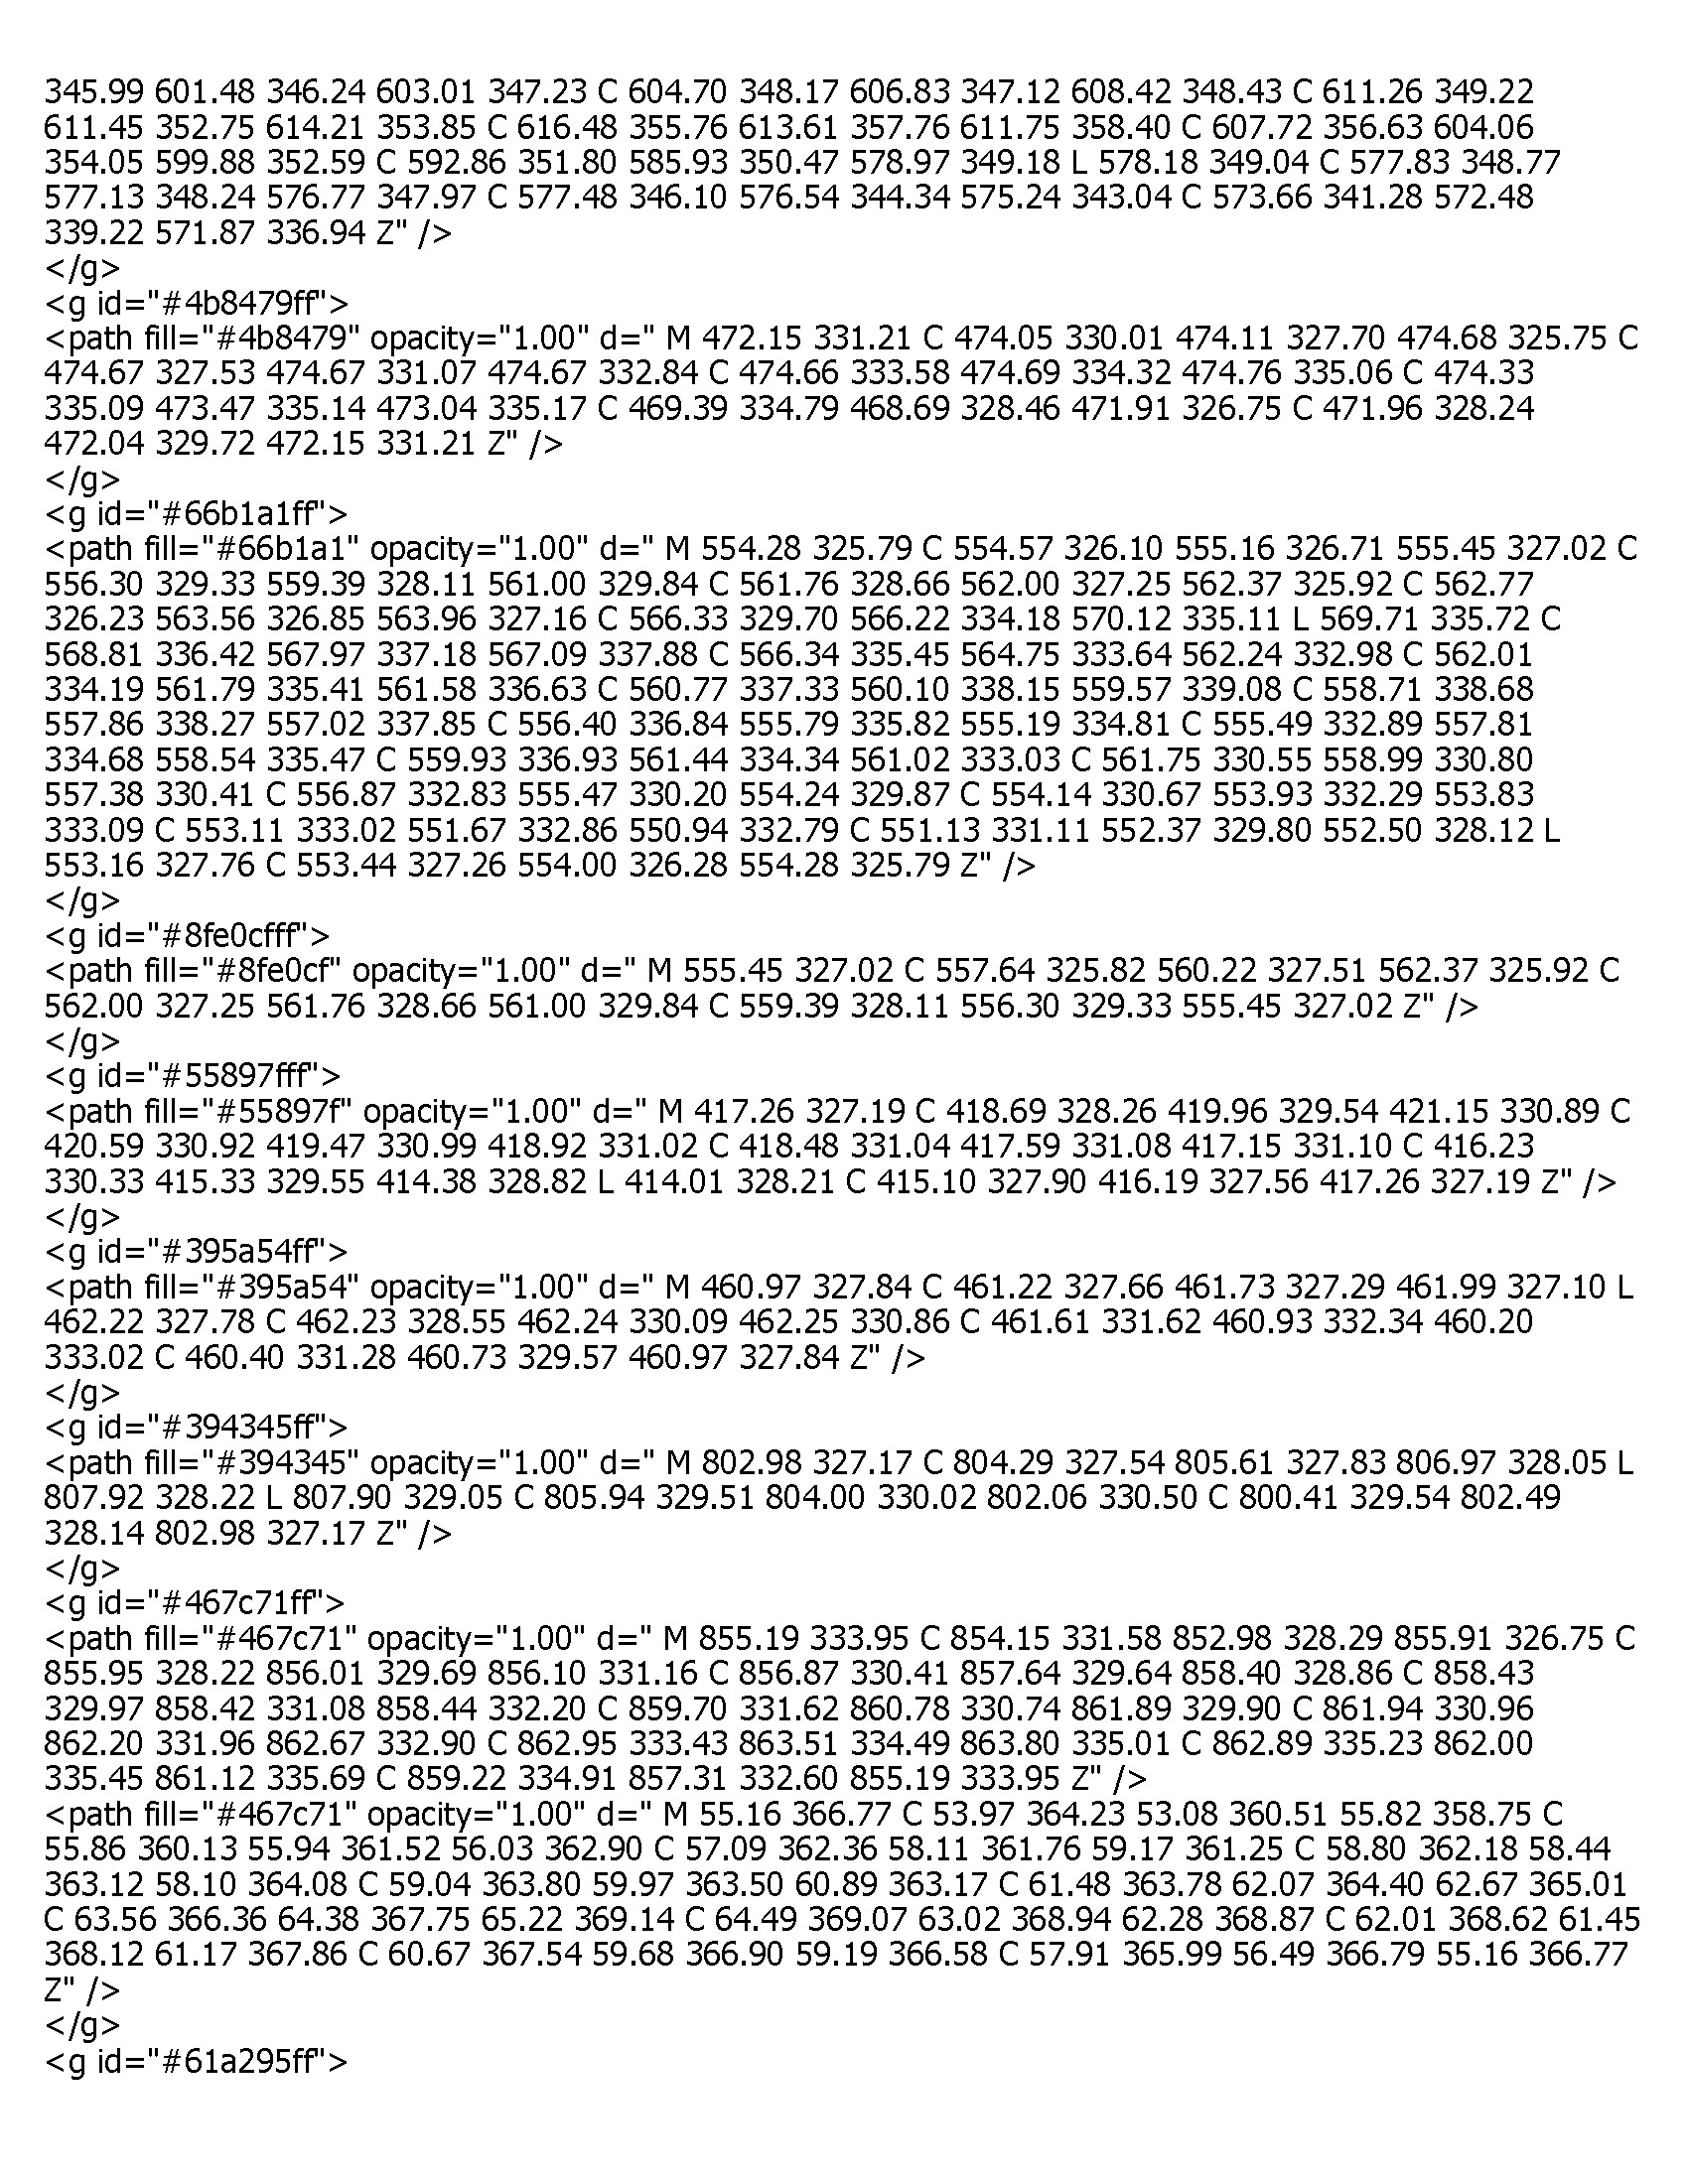 345.99 601.48 346.24 603.01 347.23 C 604.70 348.17 606.83 347.12 608.42 348.43 C 611.26 349.22
611.45 352.75 614.21 353.85 C 616.48 355.76 613.61 357.76 611.75 358.40 C 607.72 356.63 604.06
354.05 599.88 352.59 C 592.86 351.80 585.93 350.47 578.97 349.18 L 578.18 349.04 C 577.83 348.77
577.13 348.24 576.77 347.97 C 577.48 346.10 576.54 344.34 575.24 343.04 C 573.66 341.28 572.48
339.22 571.87 336.94 Z" />
</g>
<g id="#4b8479ff">
<path fill="#4b8479" opacity="1.00" d=" M 472.15 331.21 C 474.05 330.01 474.11 327.70 474.68 325.75 C
474.67 327.53 474.67 331.07 474.67 332.84 C 474.66 333.58 474.69 334.32 474.76 335.06 C 474.33
335.09 473.47 335.14 473.04 335.17 C 469.39 334.79 468.69 328.46 471.91 326.75 C 471.96 328.24
472.04 329.72 472.15 331.21 Z" />
</g>
<g id="#66b1a1ff">
<path fill="#66b1a1" opacity="1.00" d=" M 554.28 325.79 C 554.57 326.10 555.16 326.71 555.45 327.02 C
556.30 329.33 559.39 328.11 561.00 329.84 C 561.76 328.66 562.00 327.25 562.37 325.92 C 562.77
326.23 563.56 326.85 563.96 327.16 C 566.33 329.70 566.22 334.18 570.12 335.11 L 569.71 335.72 C
568.81 336.42 567.97 337.18 567.09 337.88 C 566.34 335.45 564.75 333.64 562.24 332.98 C 562.01
334.19 561.79 335.41 561.58 336.63 C 560.77 337.33 560.10 338.15 559.57 339.08 C 558.71 338.68
557.86 338.27 557.02 337.85 C 556.40 336.84 555.79 335.82 555.19 334.81 C 555.49 332.89 557.81
334.68 558.54 335.47 C 559.93 336.93 561.44 334.34 561.02 333.03 C 561.75 330.55 558.99 330.80
557.38 330.41 C 556.87 332.83 555.47 330.20 554.24 329.87 C 554.14 330.67 553.93 332.29 553.83
333.09 C 553.11 333.02 551.67 332.86 550.94 332.79 C 551.13 331.11 552.37 329.80 552.50 328.12 L
553.16 327.76 C 553.44 327.26 554.00 326.28 554.28 325.79 Z" />
</g>
<g id="#8fe0cfff">
<path fill="#8fe0cf" opacity="1.00" d=" M 555.45 327.02 C 557.64 325.82 560.22 327.51 562.37 325.92 C
562.00 327.25 561.76 328.66 561.00 329.84 C 559.39 328.11 556.30 329.33 555.45 327.02 Z" />
</g>
<g id="#55897fff">
<path fill="#55897f" opacity="1.00" d=" M 417.26 327.19 C 418.69 328.26 419.96 329.54 421.15 330.89 C
420.59 330.92 419.47 330.99 418.92 331.02 C 418.48 331.04 417.59 331.08 417.15 331.10 C 416.23
330.33 415.33 329.55 414.38 328.82 L 414.01 328.21 C 415.10 327.90 416.19 327.56 417.26 327.19 Z" />
</g>
<g id="#395a54ff">
<path fill="#395a54" opacity="1.00" d=" M 460.97 327.84 C 461.22 327.66 461.73 327.29 461.99 327.10 L
462.22 327.78 C 462.23 328.55 462.24 330.09 462.25 330.86 C 461.61 331.62 460.93 332.34 460.20
333.02 C 460.40 331.28 460.73 329.57 460.97 327.84 Z" />
</g>
<g id="#394345ff">
<path fill="#394345" opacity="1.00" d=" M 802.98 327.17 C 804.29 327.54 805.61 327.83 806.97 328.05 L
807.92 328.22 L 807.90 329.05 C 805.94 329.51 804.00 330.02 802.06 330.50 C 800.41 329.54 802.49
328.14 802.98 327.17 Z" />
</g>
<g id="#467c71ff">
<path fill="#467c71" opacity="1.00" d=" M 855.19 333.95 C 854.15 331.58 852.98 328.29 855.91 326.75 C
855.95 328.22 856.01 329.69 856.10 331.16 C 856.87 330.41 857.64 329.64 858.40 328.86 C 858.43
329.97 858.42 331.08 858.44 332.20 C 859.70 331.62 860.78 330.74 861.89 329.90 C 861.94 330.96
862.20 331.96 862.67 332.90 C 862.95 333.43 863.51 334.49 863.80 335.01 C 862.89 335.23 862.00
335.45 861.12 335.69 C 859.22 334.91 857.31 332.60 855.19 333.95 Z" />
<path fill="#467c71" opacity="1.00" d=" M 55.16 366.77 C 53.97 364.23 53.08 360.51 55.82 358.75 C
55.86 360.13 55.94 361.52 56.03 362.90 C 57.09 362.36 58.11 361.76 59.17 361.25 C 58.80 362.18 58.44
363.12 58.10 364.08 C 59.04 363.80 59.97 363.50 60.89 363.17 C 61.48 363.78 62.07 364.40 62.67 365.01
C 63.56 366.36 64.38 367.75 65.22 369.14 C 64.49 369.07 63.02 368.94 62.28 368.87 C 62.01 368.62 61.45
368.12 61.17 367.86 C 60.67 367.54 59.68 366.90 59.19 366.58 C 57.91 365.99 56.49 366.79 55.16 366.77
Z" />
</g>
<g id="#61a295ff">